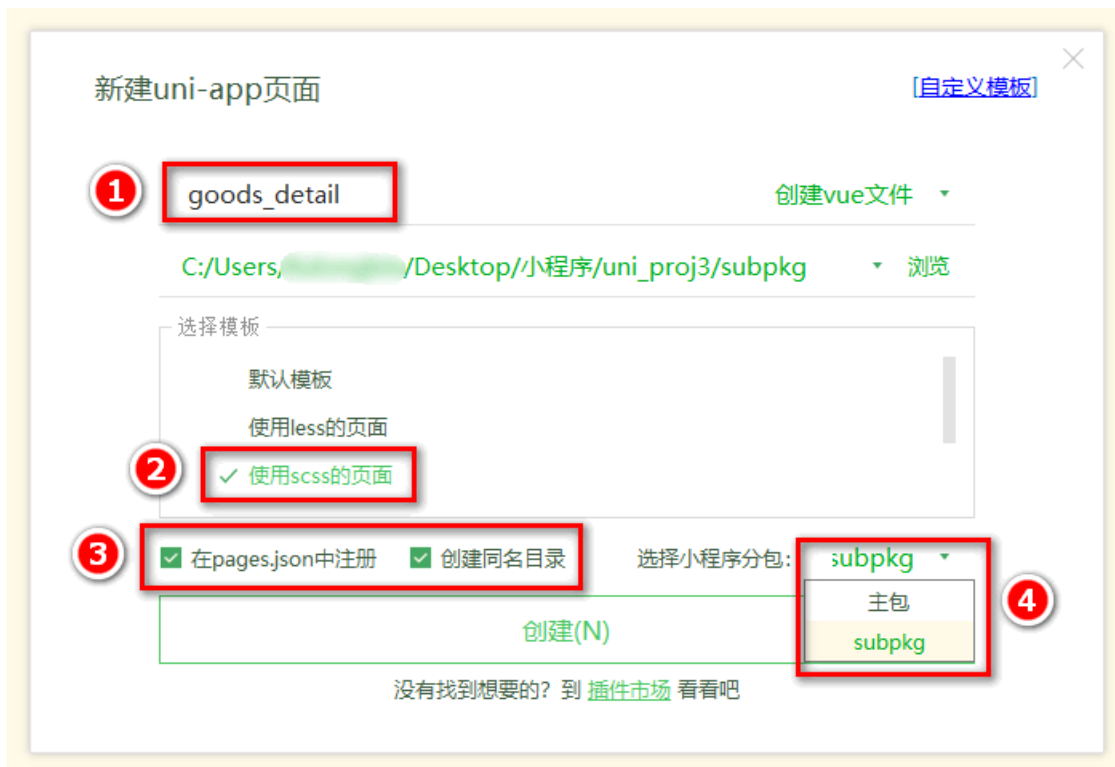 新建uni-app页面 [自定义模板]
1 goods_detail 创建vue文件
C:/Users/ /Desktop/小程序/uni_proj3/subpkg 浏览
选择模板
默认模板
使用less的页面
2 使用scss的页面
3 在pages.json中注册 创建同名目录 选择小程序分包: subpkg
主包 4
创建(N)
subpkg
没有找到想要的? 到 插件市场 看看吧